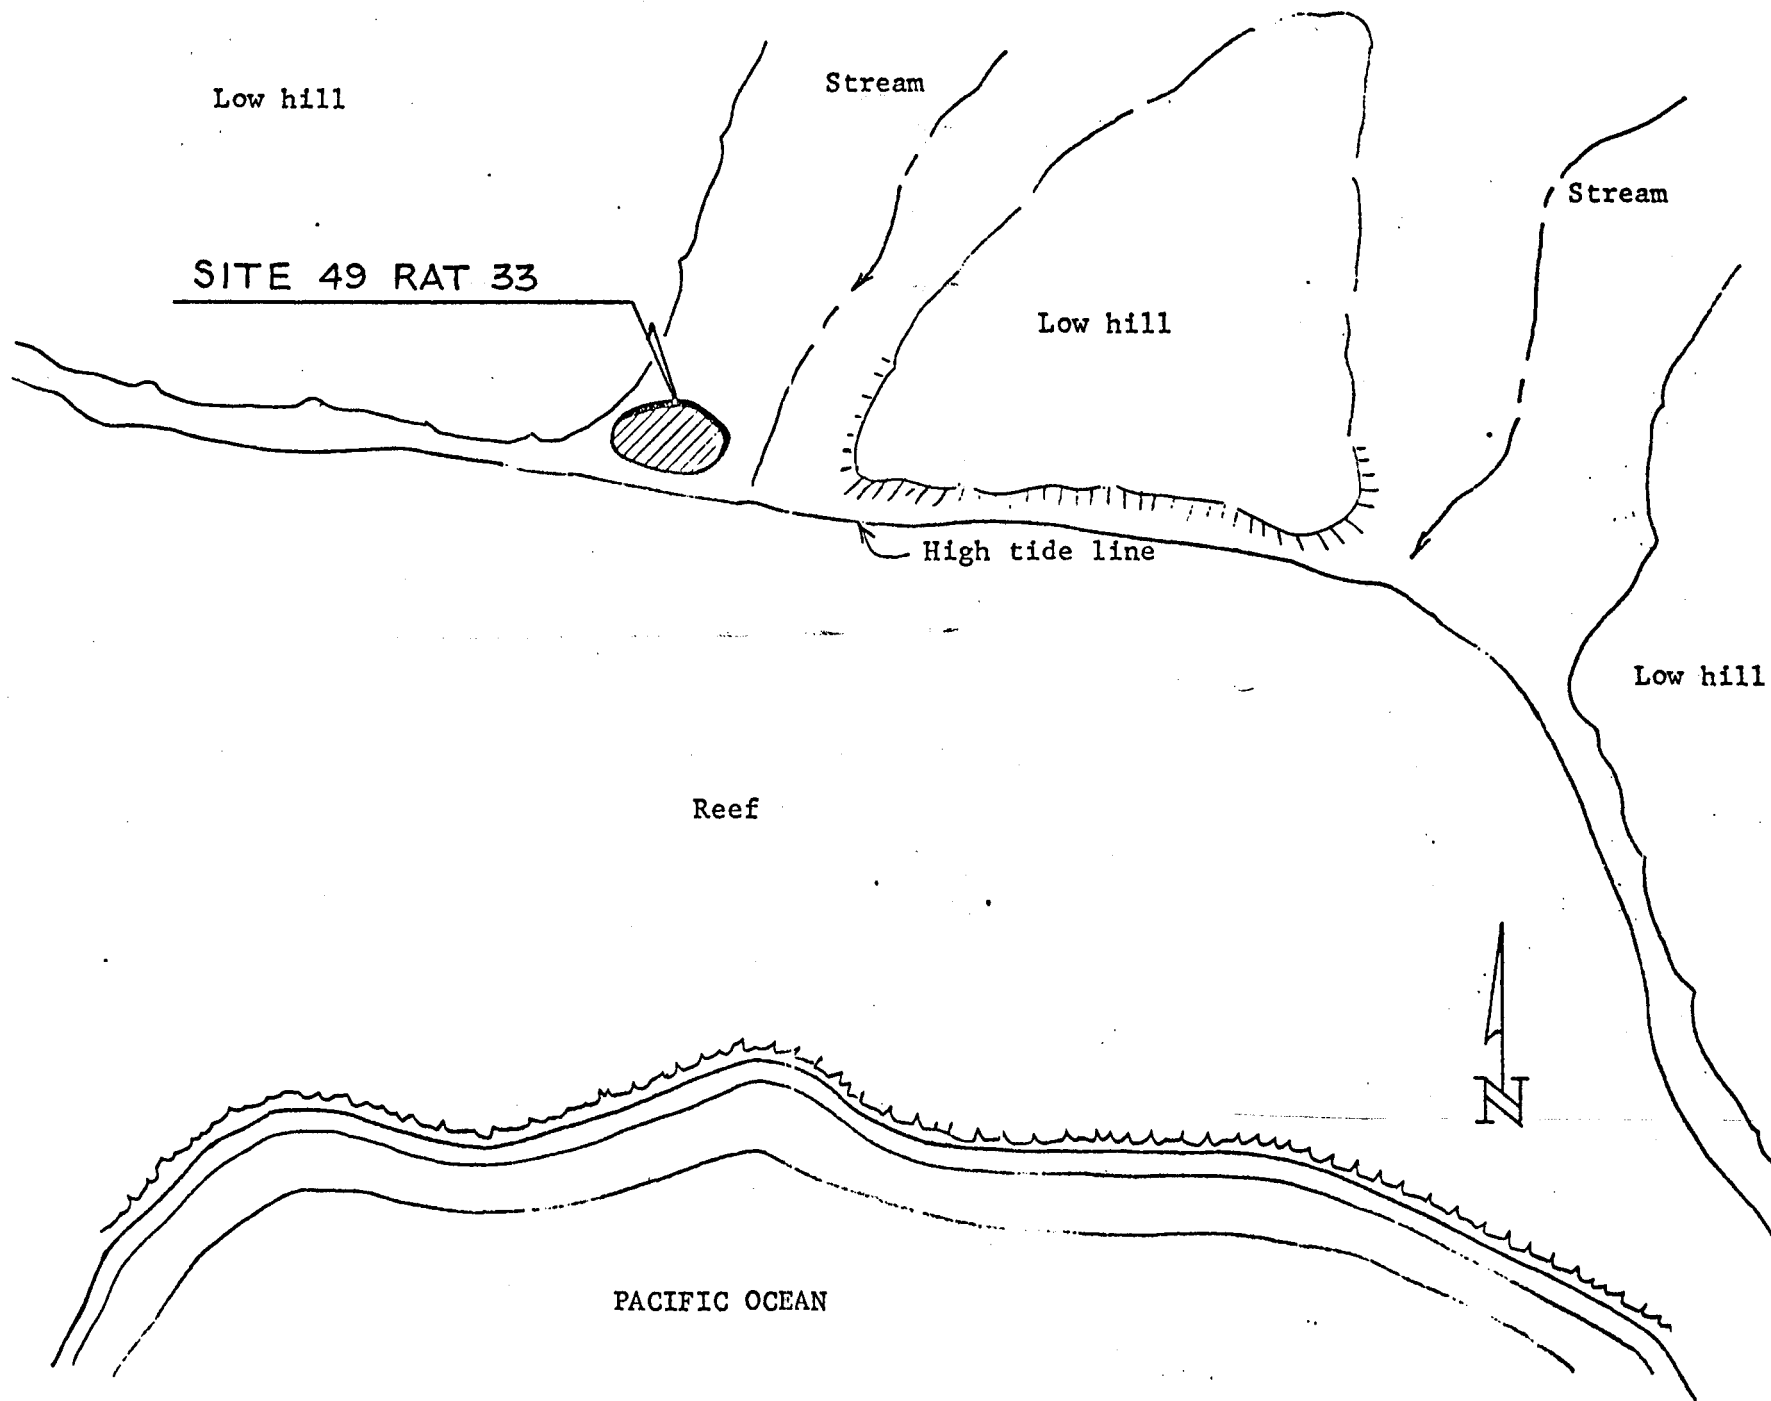 Low hill
Stream
Stream
SITE 49 RAT 33
Low hill
High tide line
Low hill
Reef
N
PACIFIC OCEAN